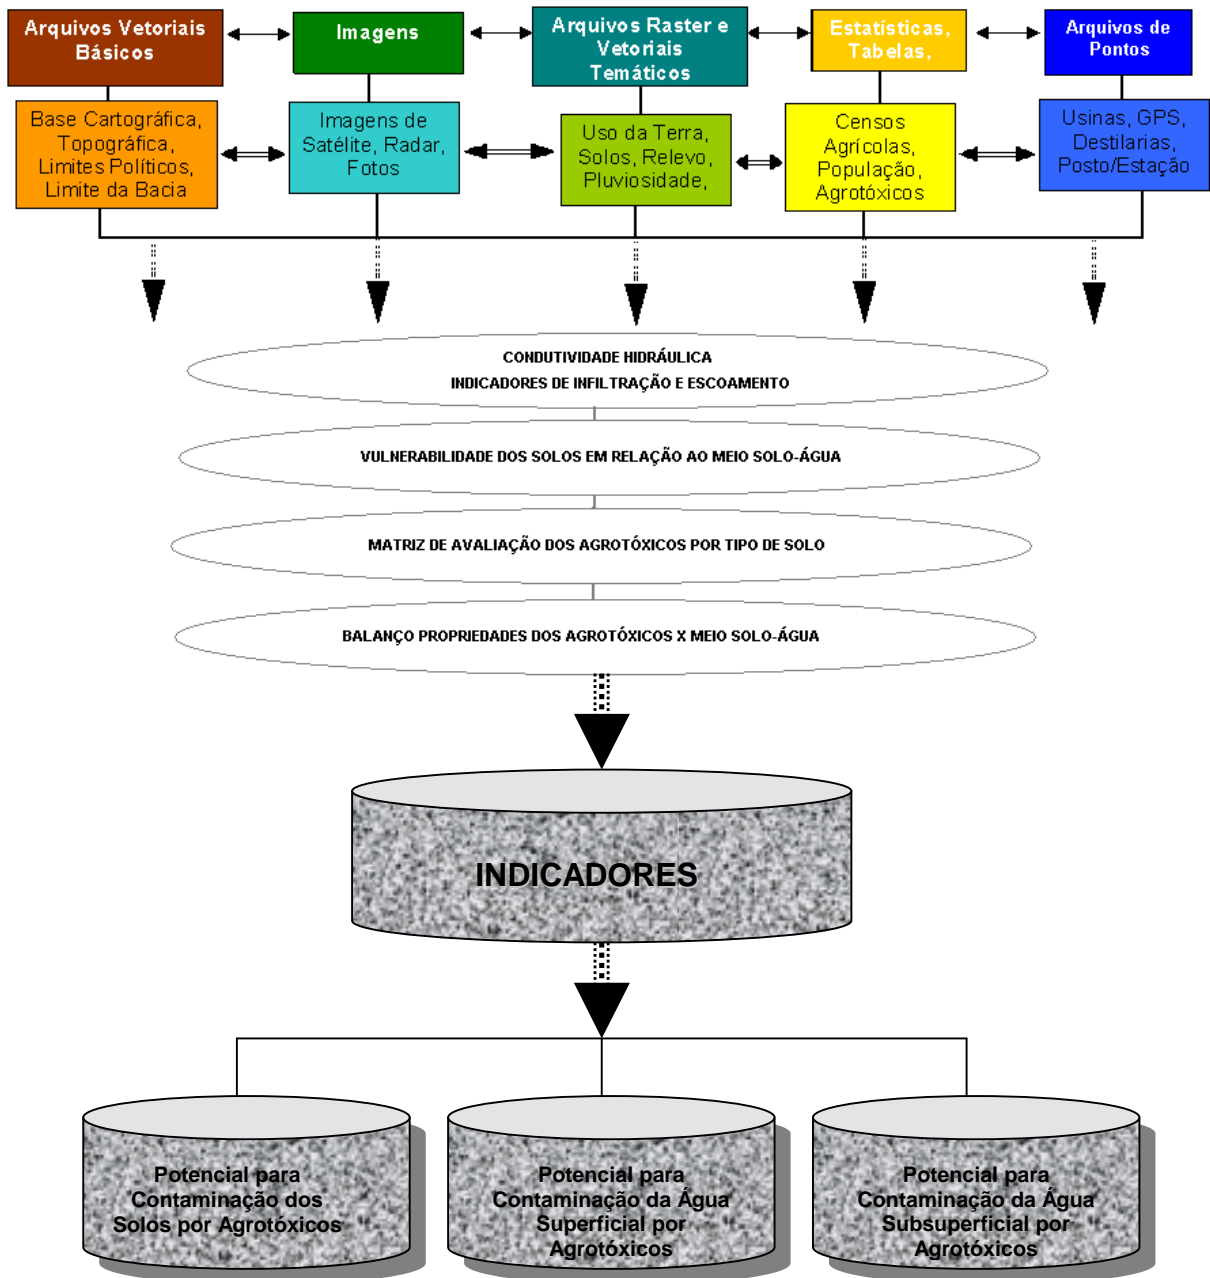 Arquivos Vetoriais
Básicos
Imagens
Arquivos Raster e
Vetoriais
Temáticos
Estatísticas,
Tabelas,
Arquivos de
Pontos
Base Cartográfica,
Topográfica,
Limites Políticos,
Limite da Bacia
Imagens de
Satélite, Radar,
Fotos
Uso da Terra,
Solos, Relevo,
Pluviosidade,
Censos
Agrícolas,
População,
Agrotóxicos
Usinas, GPS,
Destilarias,
Posto/Estação
CONDUTIVIDADE HIDRÁULICA
INDICADORES DE INFILTRAÇÃO E ESCOAMENTO
VULNERABILIDADE DOS SOLOS EM RELAÇÃO AO MEIO SOLO-ÁGUA
MATRIZ DE AVALIAÇÃO DOS AGROTÓXICOS POR TIPO DE SOLO
BALANÇO PROPRIEDADES DOS AGROTÓXICOS X MEIO SOLO-ÁGUA
INDICADORES
Potencial para
Contaminação dos
Solos por Agrotóxicos
Potencial para
Contaminação da Água
Superficial por
Agrotóxicos
Potencial para
Contaminação da Água
Subsuperficial por
Agrotóxicos